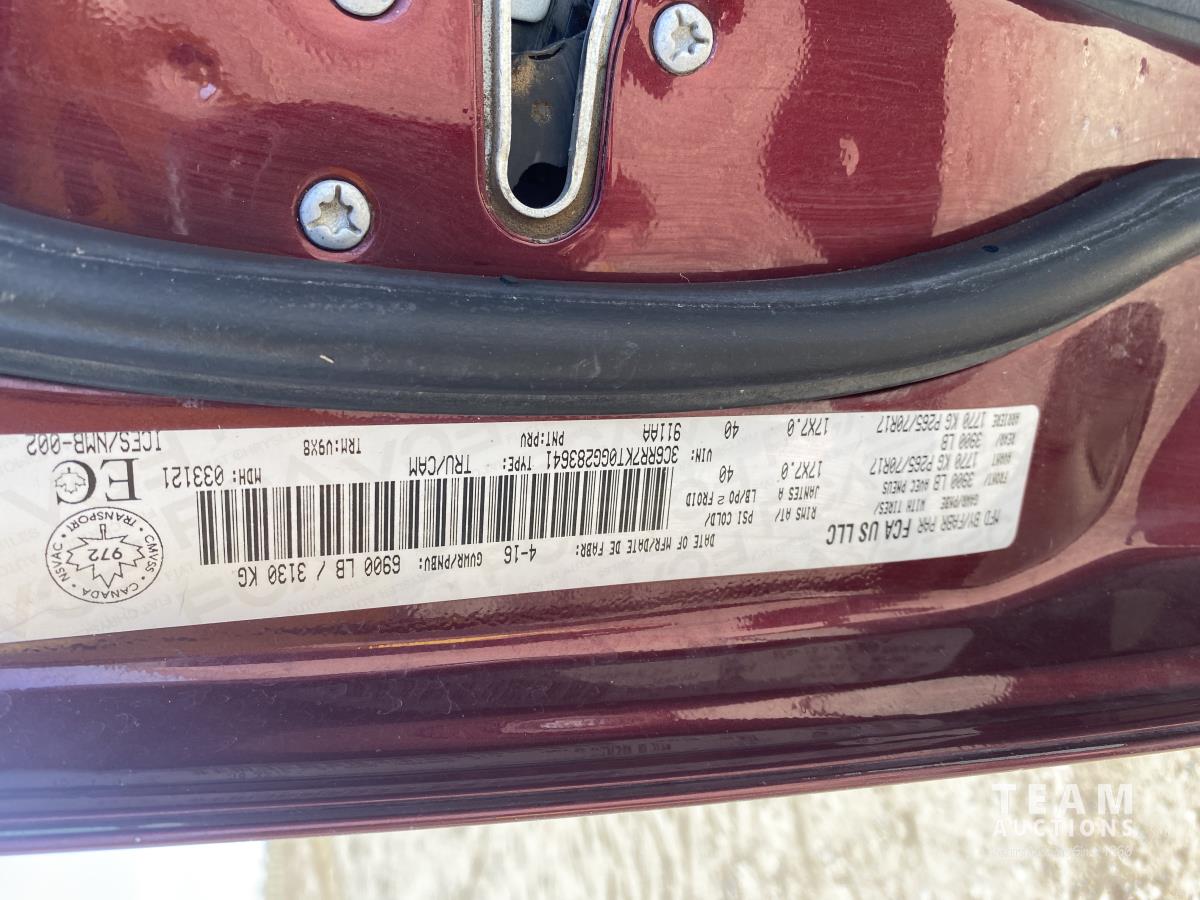 MFD BY/FABR PAR FCA US LLC
DATE OF MFR/DATE DE FABR: 4-16
GVWR/PNBV: 6900 LB / 3130 KG
GAWR/PNBE WITH TIRES/ RIMS AT/ PSI COLD/
AVEC PNEUS JANTES A LB/PO 2 FROID
FRONT/ 3900 LB
AVANT 1770 KG P265/70R17 17X7.0 40
REAR/ 3900 LB
ARRIERE 1770 KG P265/70R17 17X7.0 40
VIN: 3C6RR7KT0GG283641 TYPE: TRU/CAM MDH: 033121
911AA PNT:PRV TRM:V9X8
EC
ICES/NMB-002
TRANSPORT • CMVSS • CANADA • NSVAC •
972
TEAM
AUCTIONS